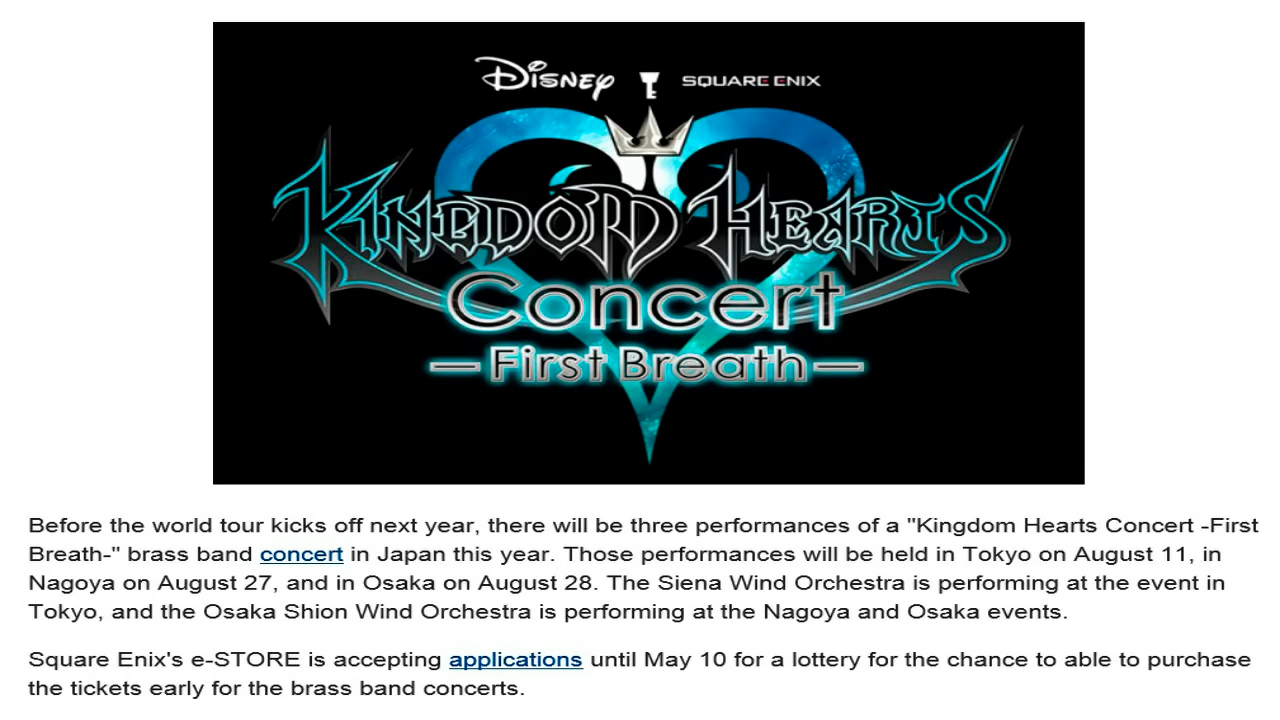 Disney SQUARE ENIX
KINGDOM HEARTS
Concert
—First Breath—
Before the world tour kicks off next year, there will be three performances of a "Kingdom Hearts Concert -First
Breath-" brass band concert in Japan this year. Those performances will be held in Tokyo on August 11, in
Nagoya on August 27, and in Osaka on August 28. The Siena Wind Orchestra is performing at the event in
Tokyo, and the Osaka Shion Wind Orchestra is performing at the Nagoya and Osaka events.
Square Enix's e-STORE is accepting applications until May 10 for a lottery for the chance to able to purchase
the tickets early for the brass band concerts.